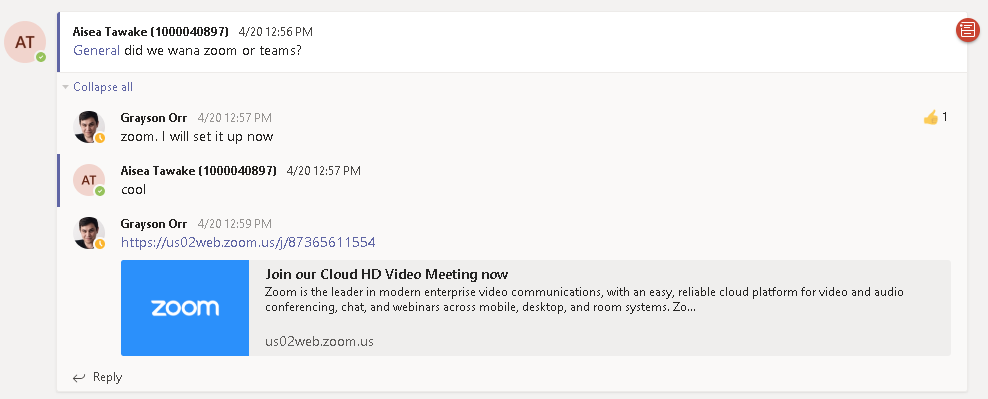 AT
Aisea Tawake (1000040897) 4/20 12:56 PM
General did we wana zoom or teams?
Collapse all
Grayson Orr 4/20 12:57 PM
1
zoom. I will set it up now
AT
Aisea Tawake (1000040897) 4/20 12:57 PM
cool
Grayson Orr 4/20 12:59 PM
https://us02web.zoom.us/j/87365611554
zoom
Join our Cloud HD Video Meeting now
Zoom is the leader in modern enterprise video communications, with an easy, reliable cloud platform for video and audio
conferencing, chat, and webinars across mobile, desktop, and room systems. Zo...
us02web.zoom.us
Reply